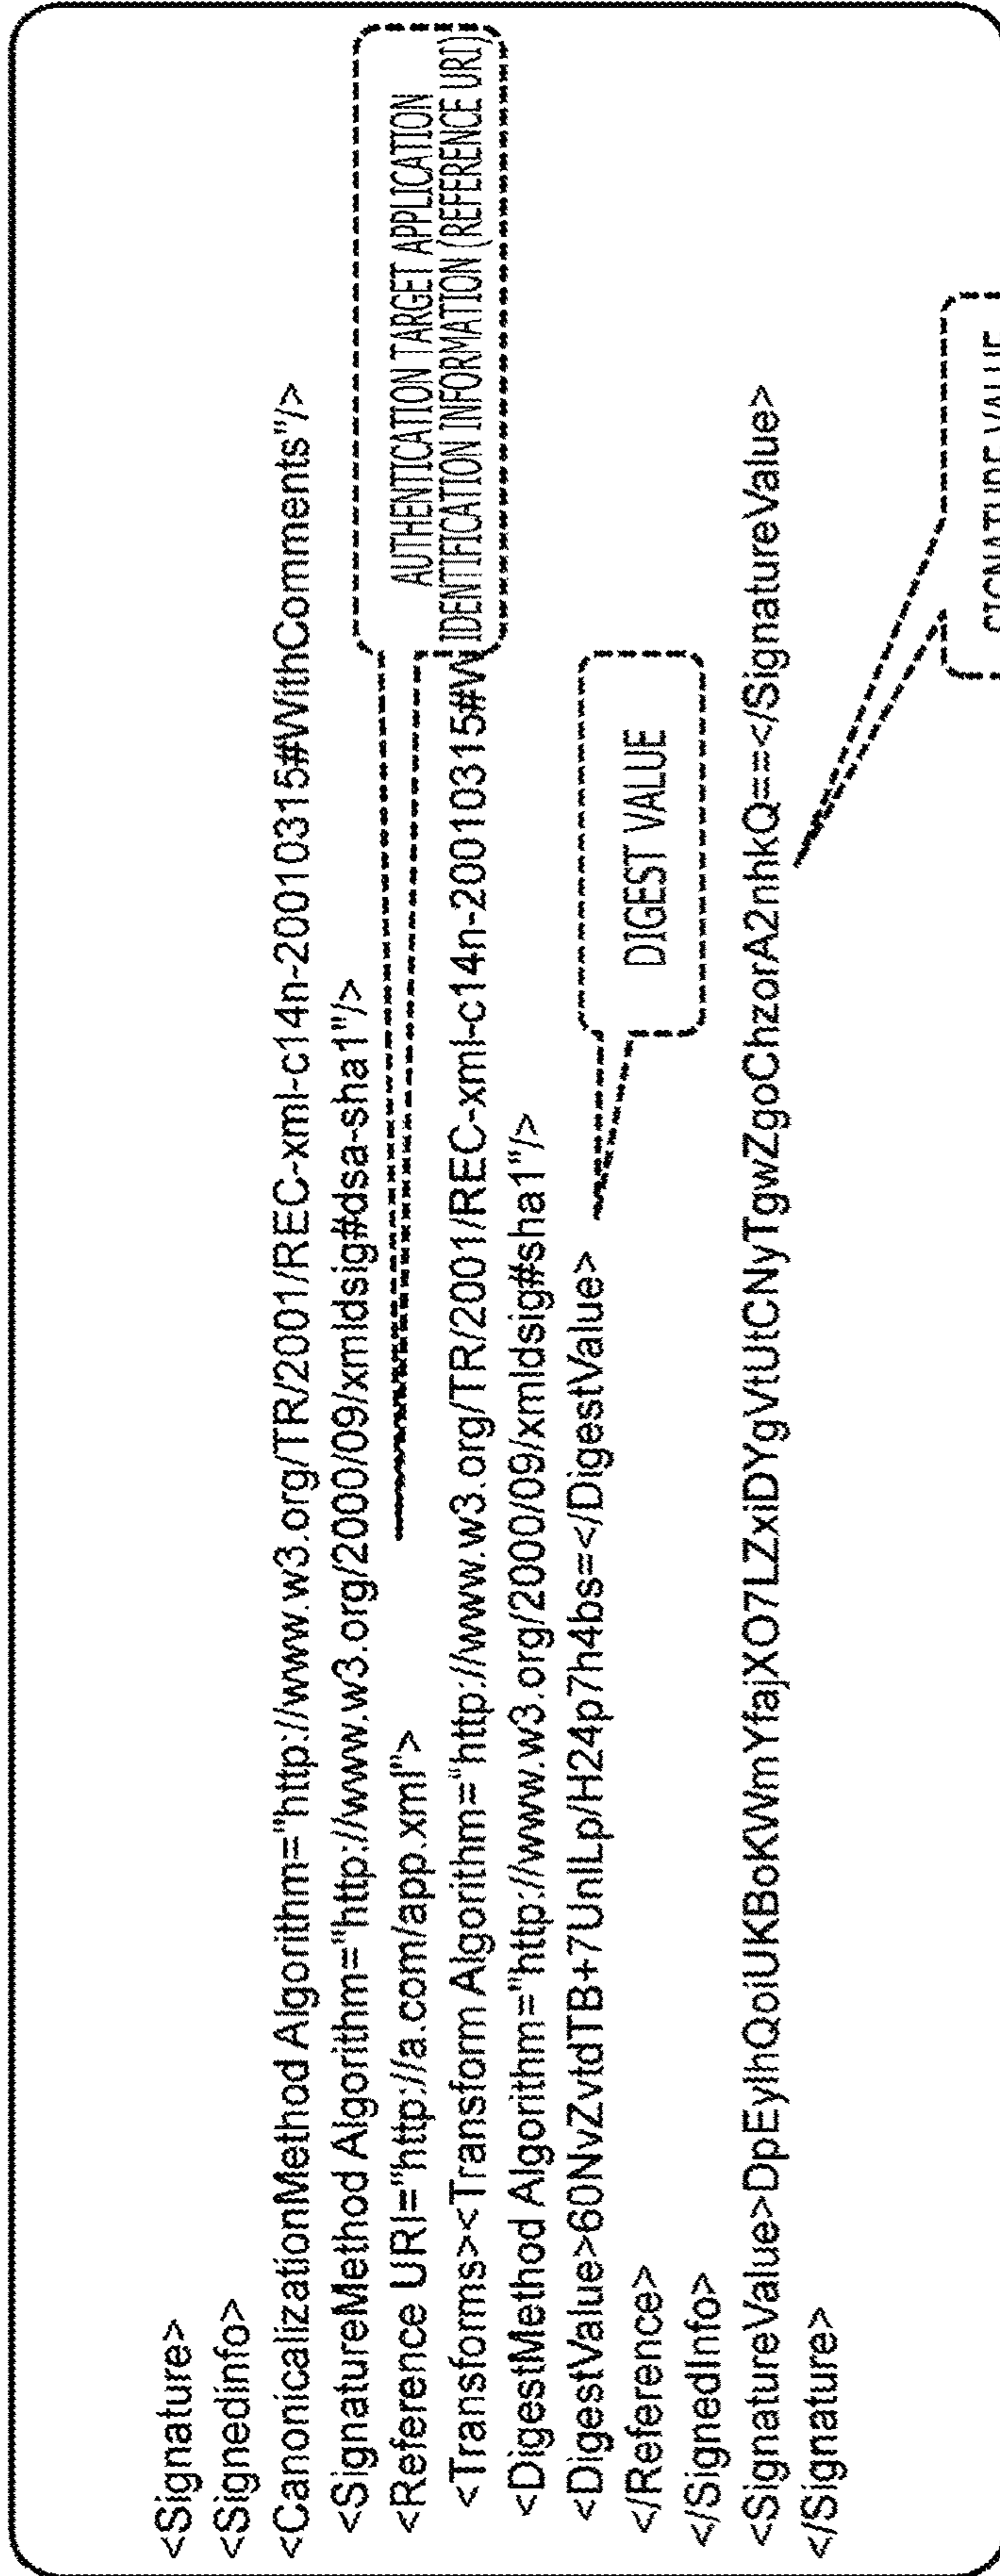 <Signature>
<Signedinfo>
<CanonicalizationMethod Algorithm="http://www.w3.org/TR/2001/REC-xml-c14n-20010315#WithComments"/>
<SignatureMethod Algorithm="http://www.w3.org/2000/09/xmldsig#dsa-sha1"/>
<Reference URI="http://a.com/app.xml">
AUTHENTICATION TARGET APPLICATION
IDENTIFICATION INFORMATION (REFERENCE URI)
<Transforms><Transform Algorithm="http://www.w3.org/TR/2001/REC-xml-c14n-20010315#W
<DigestMethod Algorithm="http://www.w3.org/2000/09/xmldsig#sha1"/>
<DigestValue>60NvZvtdTB+7UnlLp/H24p7h4bs=</DigestValue>
DIGEST VALUE
</Reference>
</SignedInfo>
<SignatureValue>DpEylhQoiUKBoKWmYfajXO7LZxiDYgVtUtCNyTgwZgoChzorA2nhkQ==</SignatureValue>
</Signature>
SIGNATURE VALUE